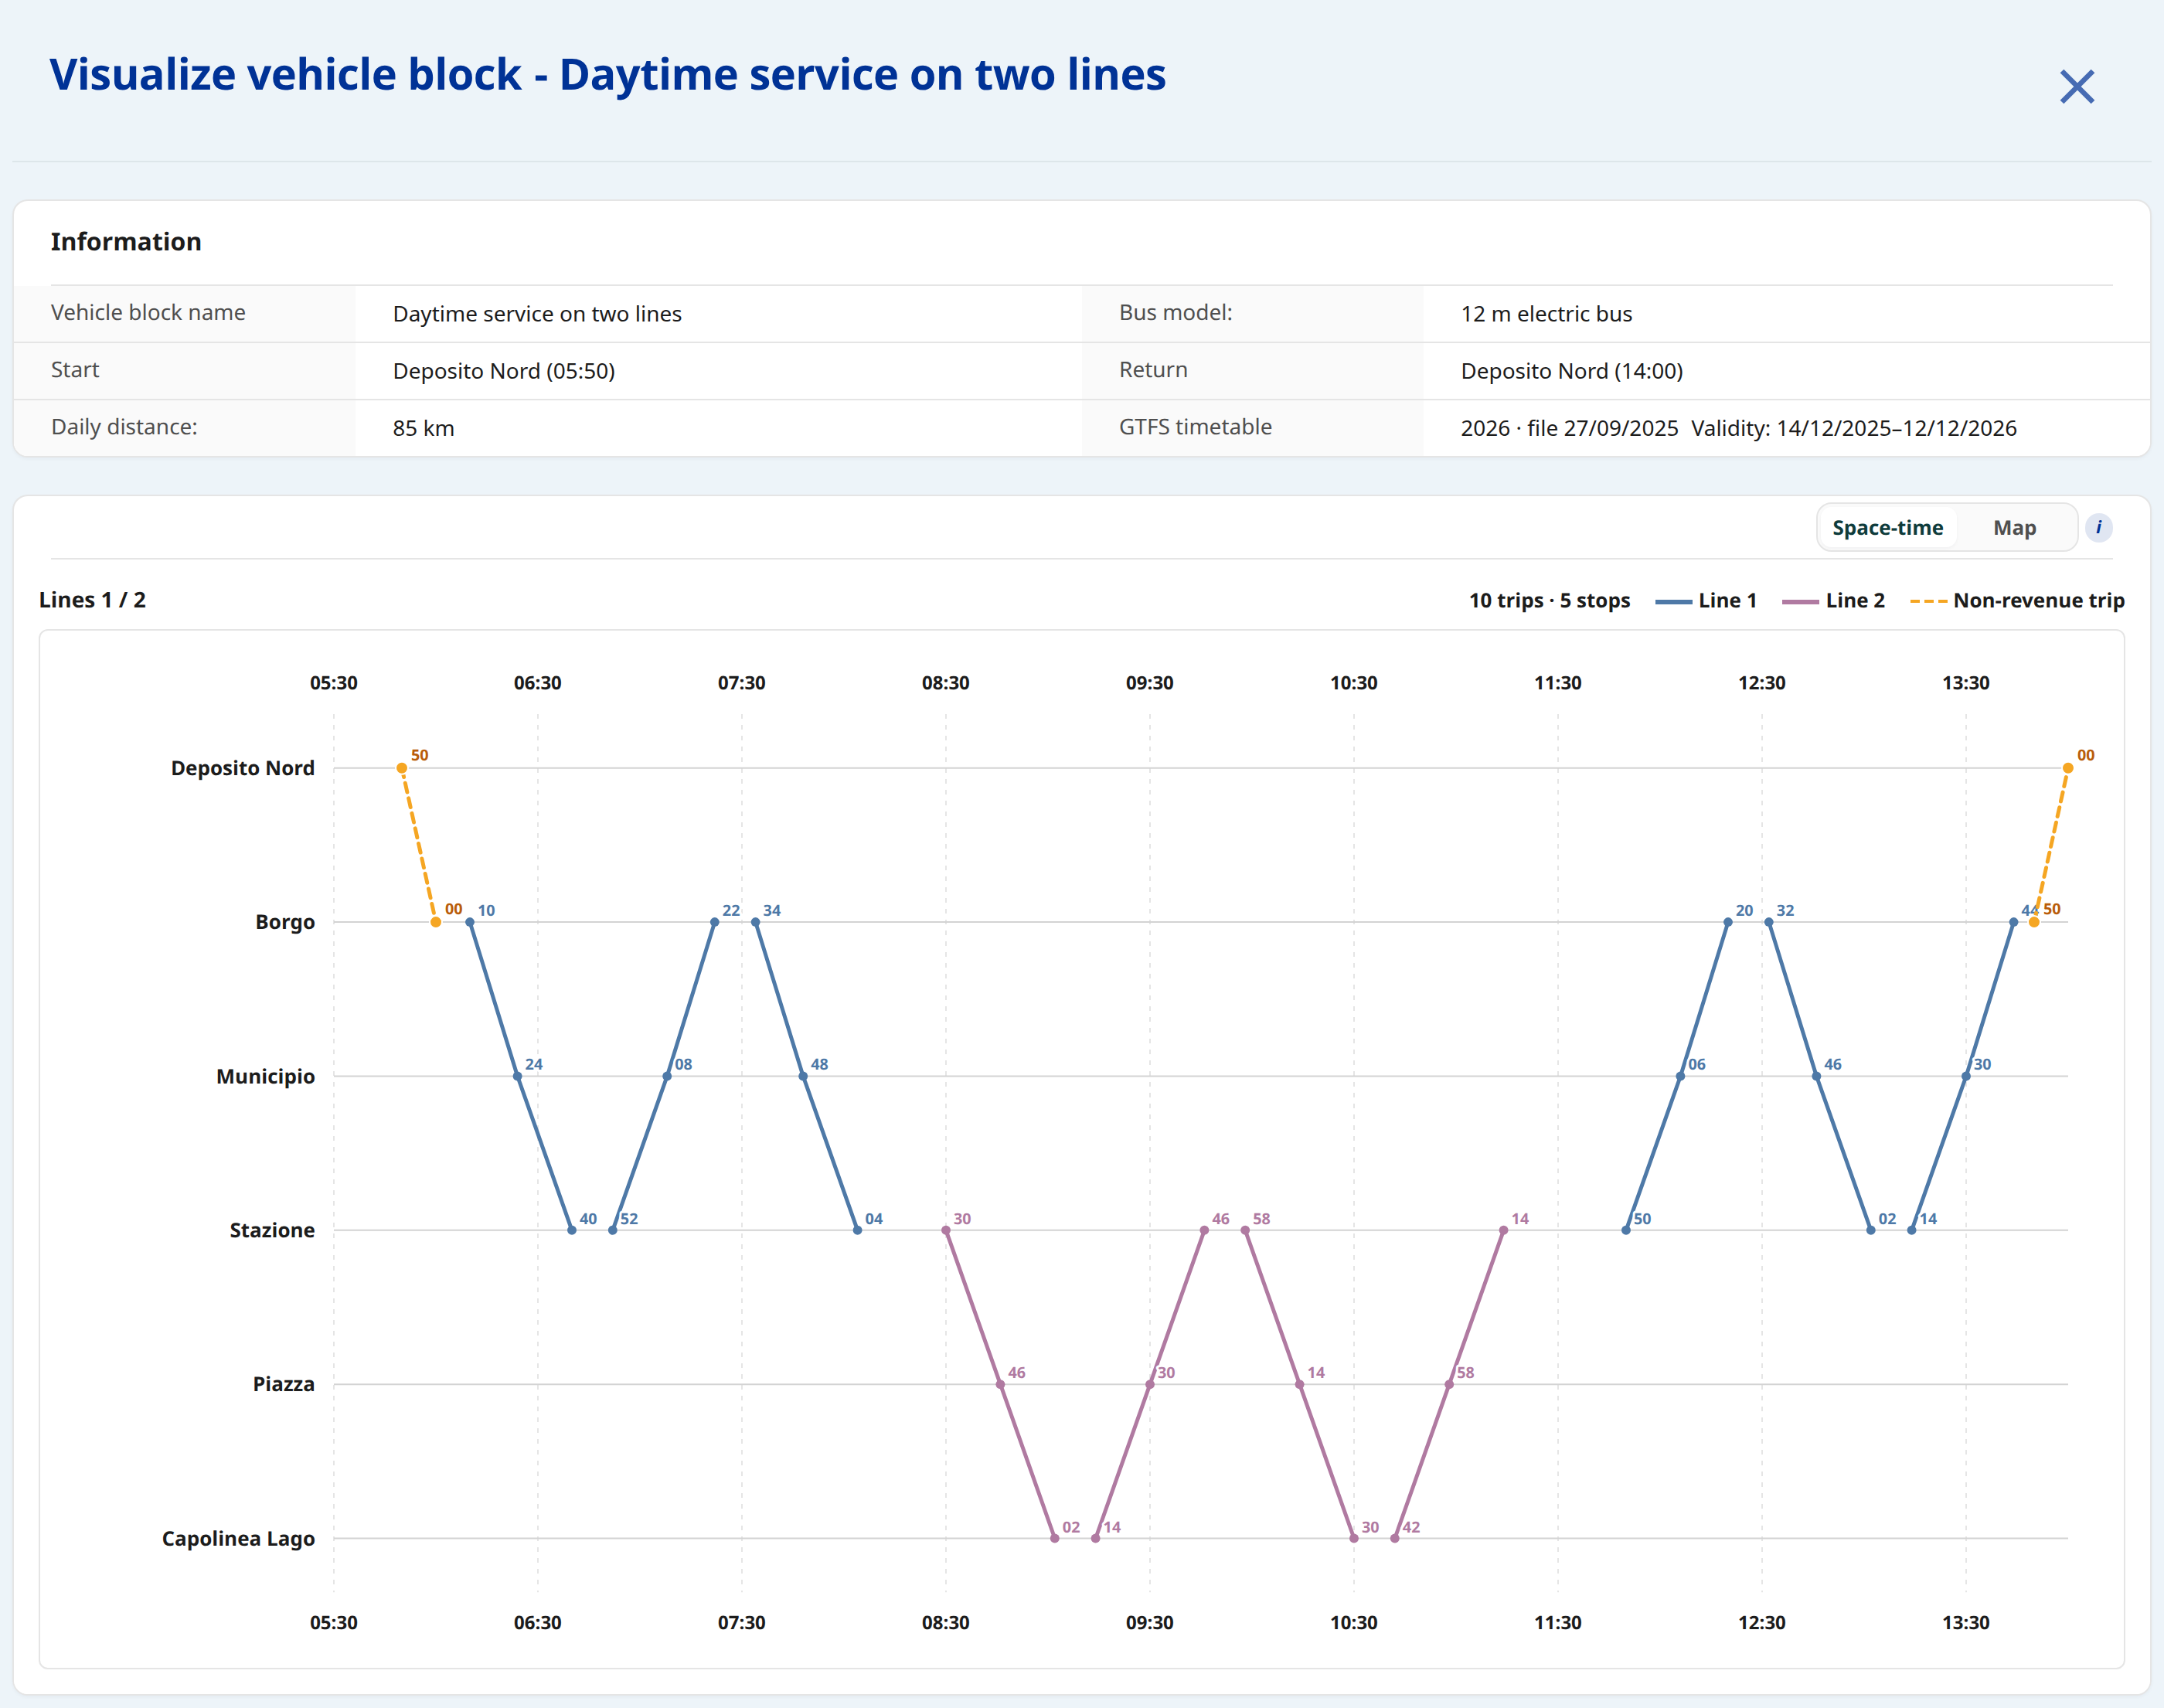 Visualize vehicle block - Daytime service on two lines
Information
Vehicle block name Daytime service on two lines Bus model: 12 m electric bus
Start Deposito Nord (05:50) Return Deposito Nord (14:00)
Daily distance: 85 km GTFS timetable 2026 · file 27/09/2025 Validity: 14/12/2025–12/12/2026
Space-time Map i
Lines 1 / 2 10 trips · 5 stops Line 1 Line 2 Non-revenue trip
05:30 06:30 07:30 08:30 09:30 10:30 11:30 12:30 13:30
50 00
Deposito Nord
00 10 22 34 20 32 44 50
Borgo
24 08 48 06 46 30
Municipio
40 52 04 30 46 58 14 50 02 14
Stazione
46 30 14 58
Piazza
02 14 30 42
Capolinea Lago
05:30 06:30 07:30 08:30 09:30 10:30 11:30 12:30 13:30